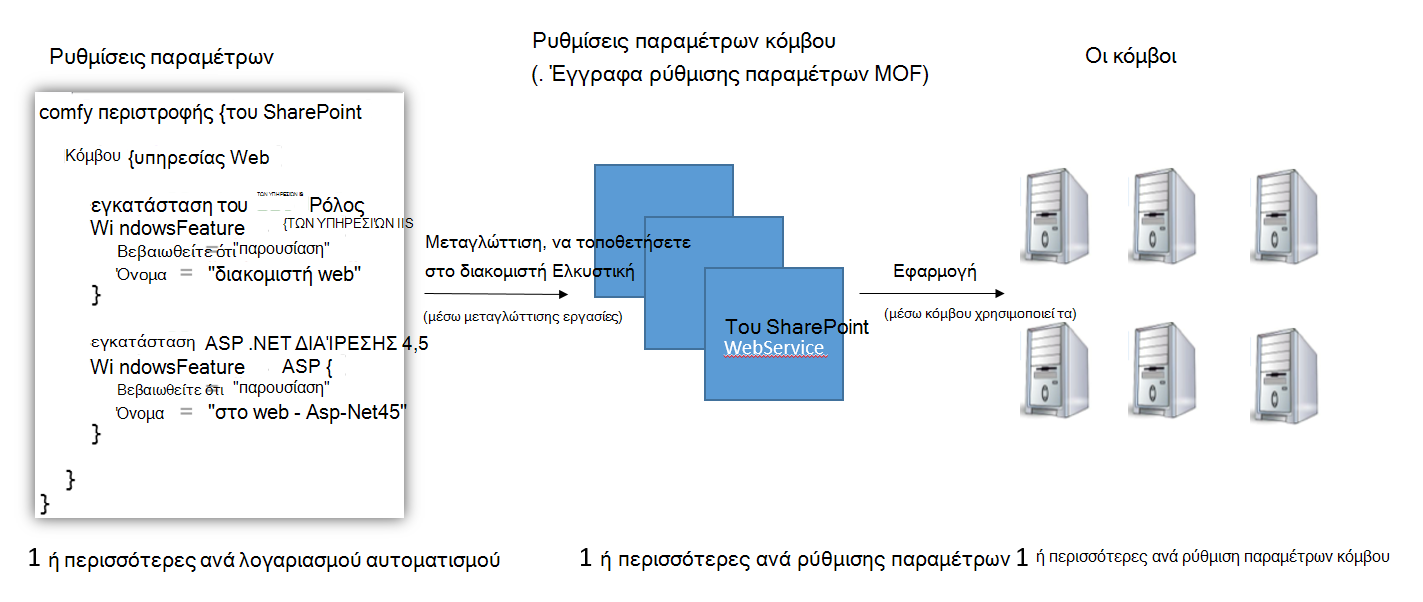 Ρυθμίσεις παραμέτρων
Ρυθμίσεις παραμέτρων κόμβου
(. Έγγραφα ρύθμισης παραμέτρων MOF)
Οι κόμβοι
comfy περιστροφής {του SharePoint
Κόμβου {υπηρεσίας Web
ΤΩΝ ΥΠΗΡΕΣΙΩΝ IIS
εγκατάσταση του Ρόλος
Wi ndowsFeature {ΤΩΝ ΥΠΗΡΕΣΙΏΝ IIS
Βεβαιωθείτε ότι = "παρουσίαση"
Όνομα = "διακομιστή web"
}
εγκατάσταση ASP .NET ΔΙΑΊΡΕΣΗΣ 4,5
Wi ndowsFeature ASP {
Βεβαιωθείτε ότι = "παρουσίαση"
Όνομα = "στο web - Asp-Net45"
}
}
}
Μεταγλώττιση, να τοποθετήσετε
στο διακομιστή Ελκυστική
(μέσω μεταγλώττισης εργασίες)
Του SharePoint
WebService
Εφαρμογή
(μέσω κόμβου χρησιμοποιεί τα)
1 ή περισσότερες ανά λογαριασμού αυτοματισμού
1 ή περισσότερες ανά ρύθμισης παραμέτρων
1 ή περισσότερες ανά ρύθμιση παραμέτρων κόμβου